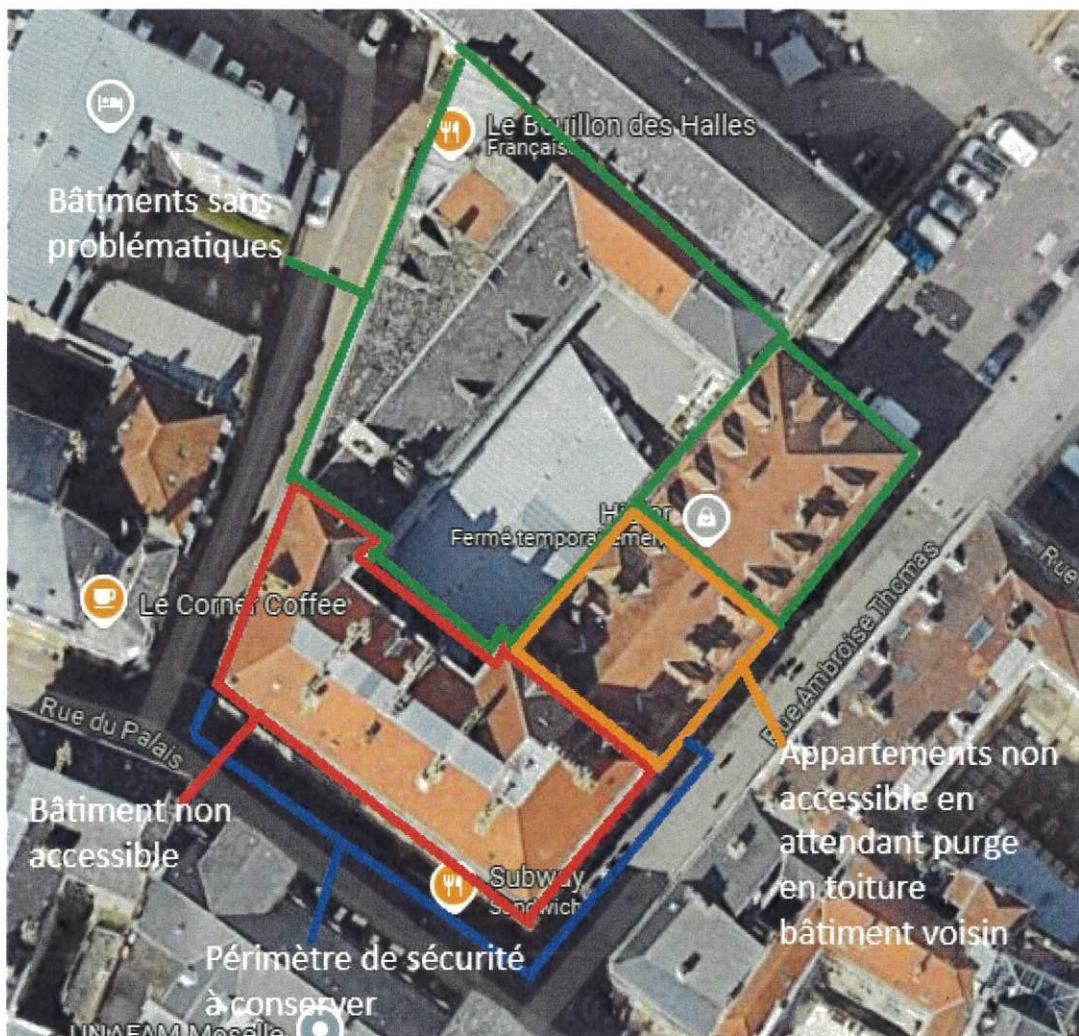 Le Bouillon des Halles
Française
Bâtiments sans
problématiques
Fermé temporairement
Le Corner Coffee
Rue Ambroise Thomas
Rue
Rue du Palais
Bâtiment non
accessible
Appartements non
accessible en
attendant purge
en toiture
bâtiment voisin
Subway
Sandwich
Périmètre de sécurité
à conserver
UNAFAM Moselle